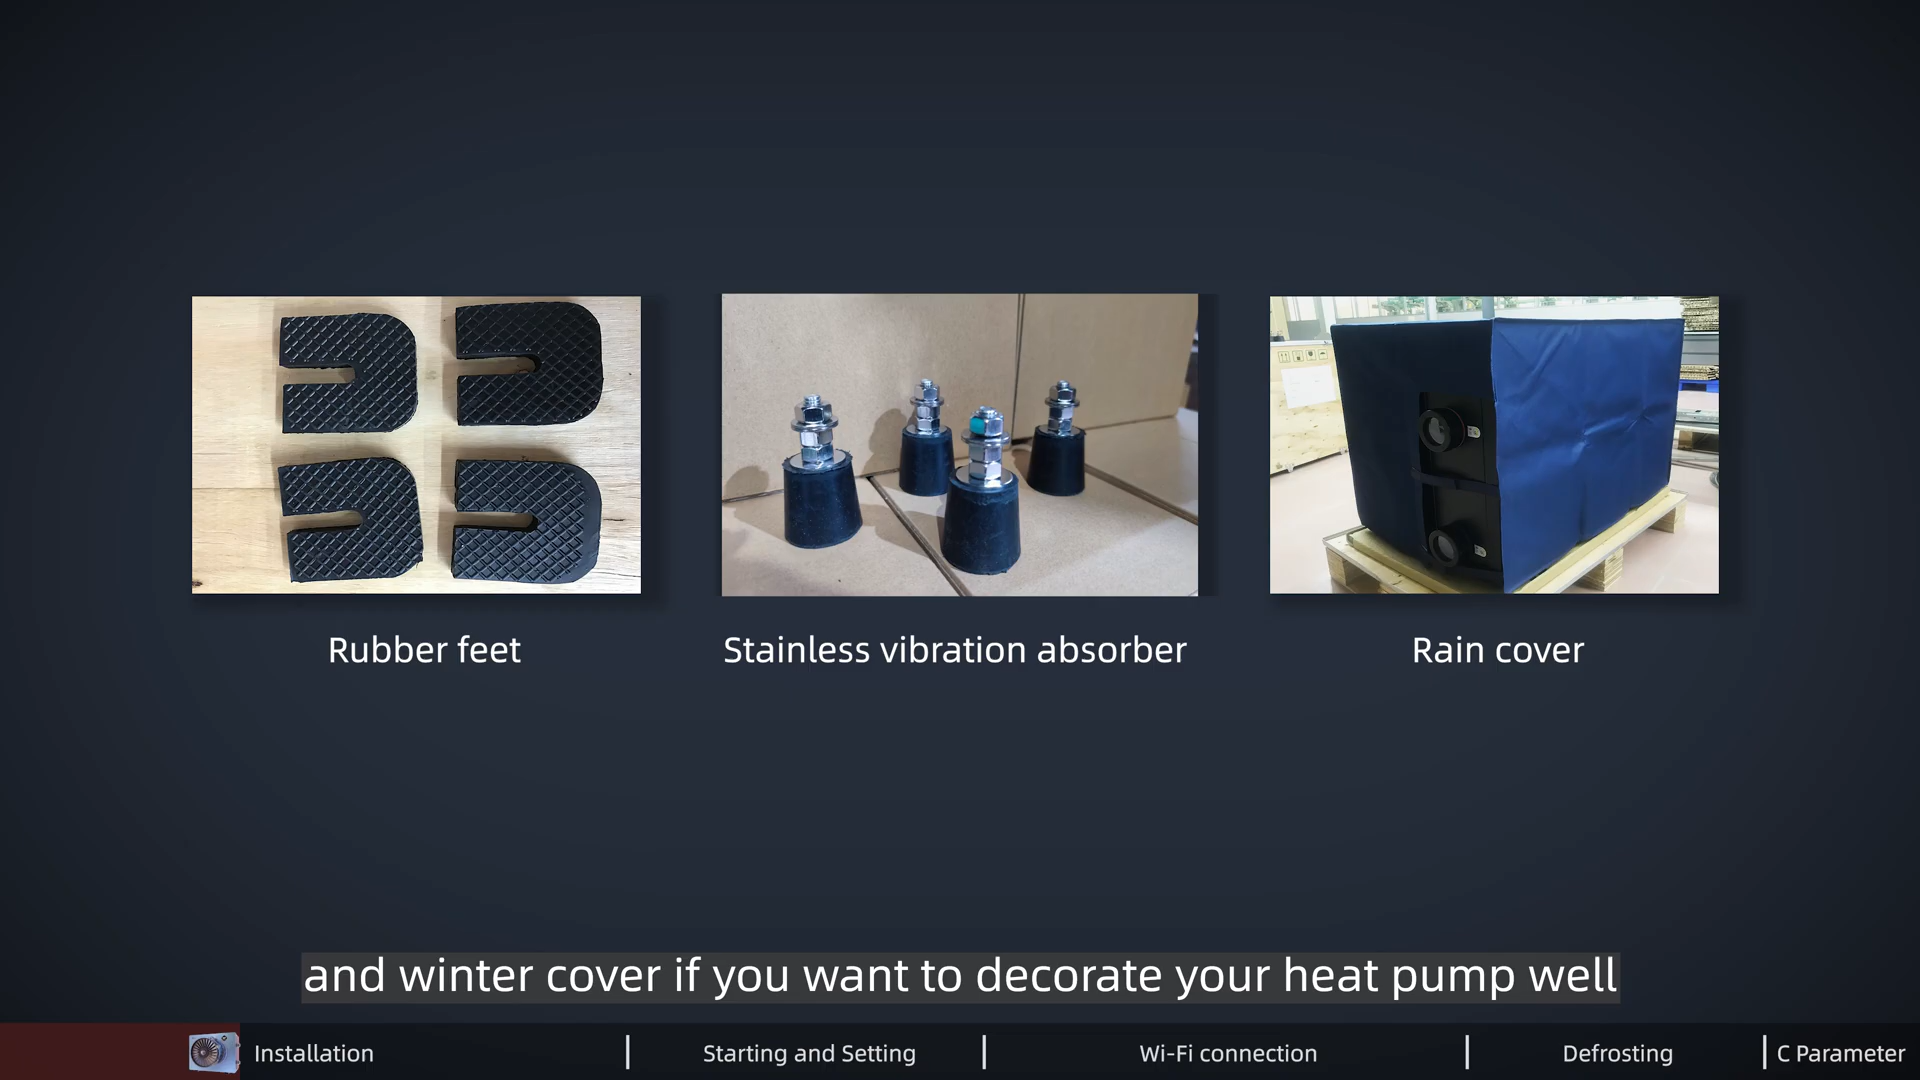 Rubber feet
Stainless vibration absorber
Rain cover
and winter cover if you want to decorate your heat pump well
Installation
Starting and Setting
Wi-Fi connection
Defrosting
C Parameter